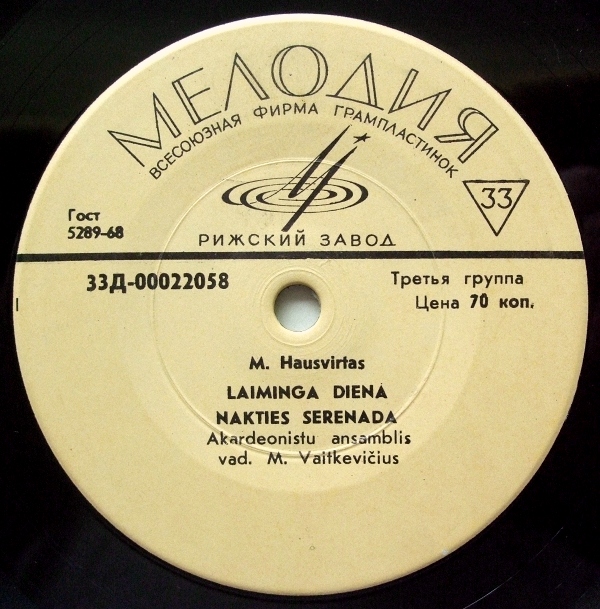 МЕЛОДИЯ
ВСЕСОЮЗНАЯ ФИРМА ГРАМПЛАСТИНОК
33
Гост
5289-68
РИЖСКИЙ ЗАВОД
33Д-00022058
Третья группа
Цена 70 коп.
M. Hausvirtas
LAIMINGA DIENA
NAKTIES SERENADA
Akardeonistu ansamblis
vad. M. Vaitkevičius